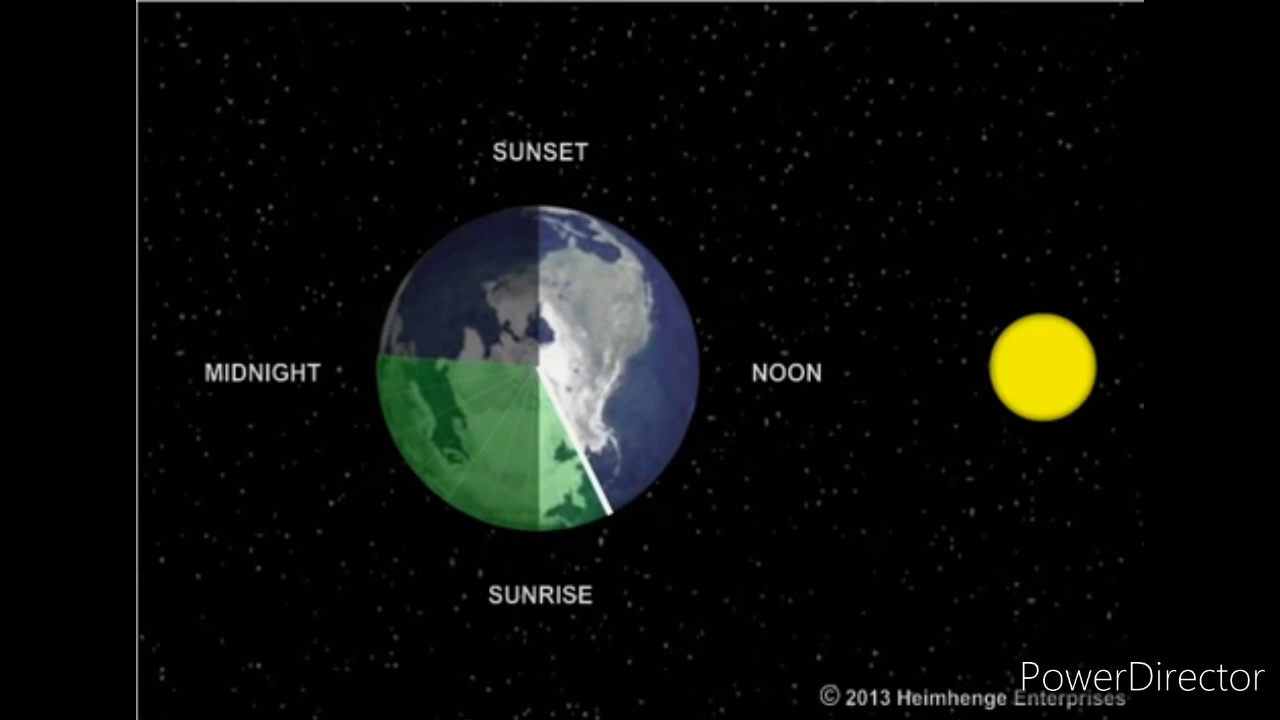 SUNSET
MIDNIGHT
NOON
SUNRISE
PowerDirector
© 2013 Heimhenge Enterprises